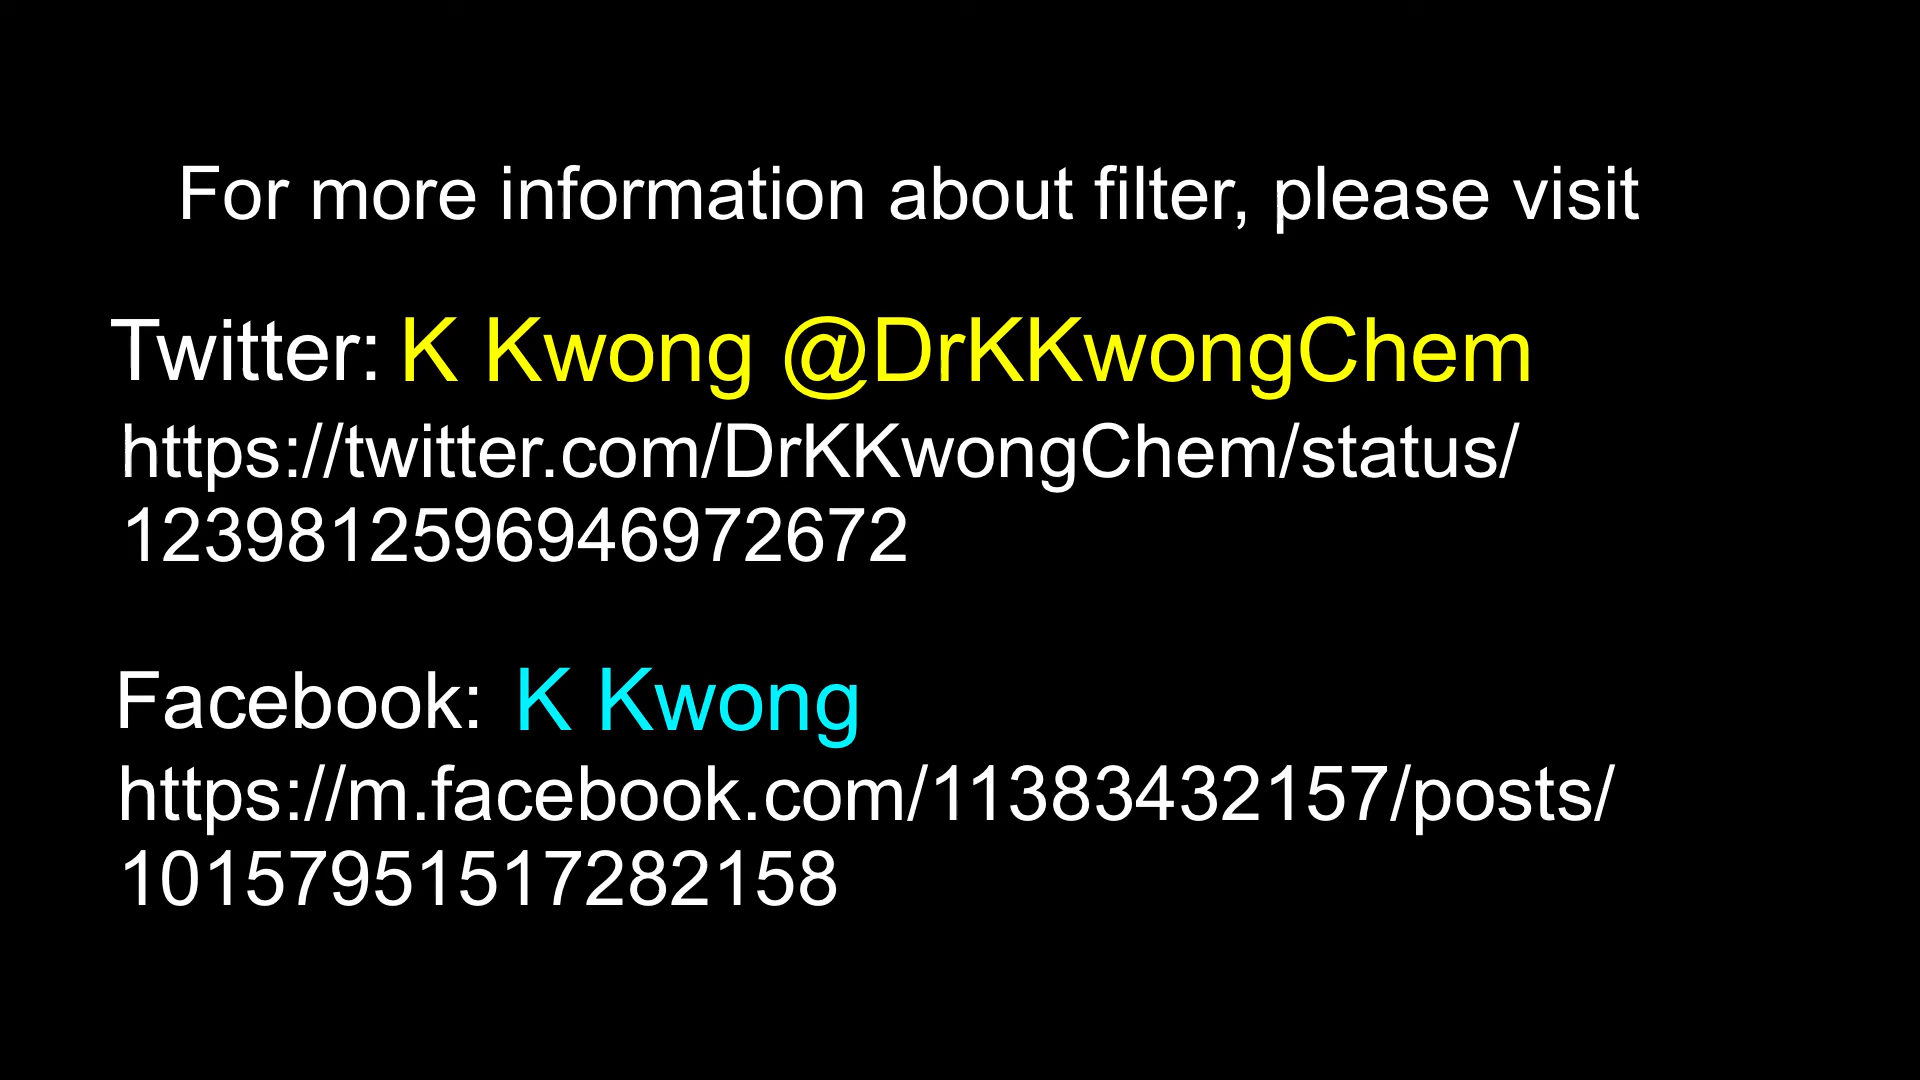 For more information about filter, please visit
Twitter: K Kwong @DrKKwongChem
https://twitter.com/DrKKwongChem/status/
1239812596946972672
Facebook: K Kwong
https://m.facebook.com/11383432157/posts/
10157951517282158